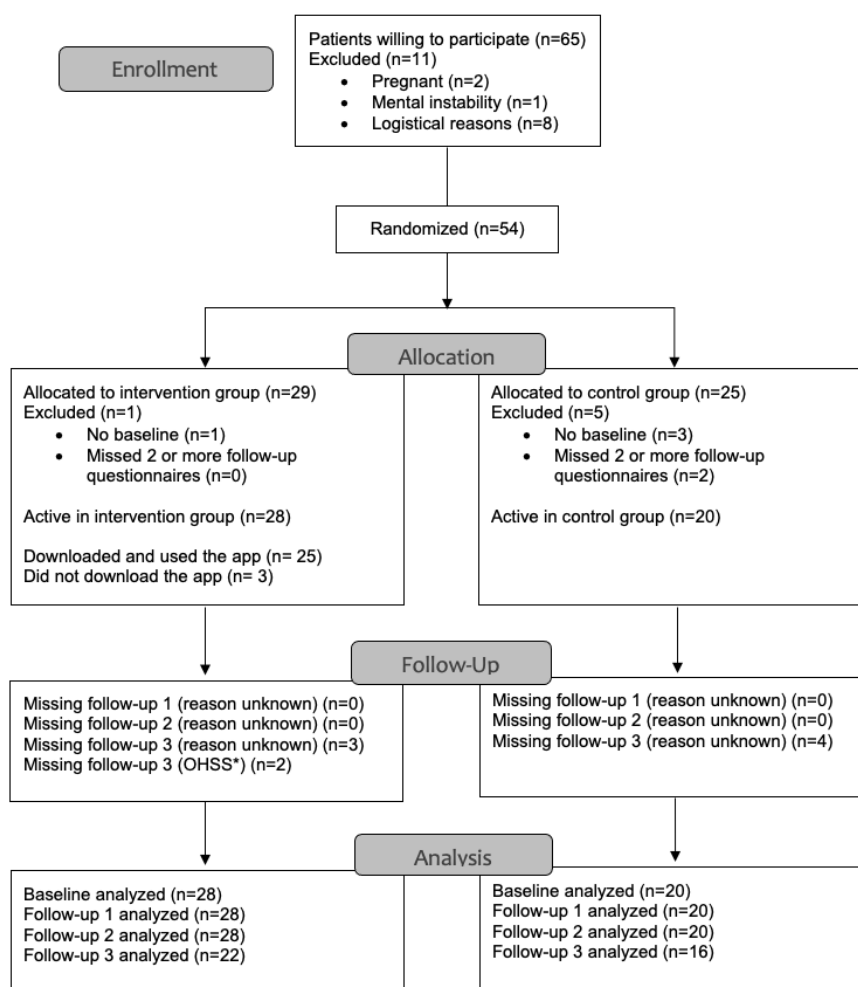 Enrollment
Patients willing to participate (n=65)
Excluded (n=11)
• Pregnant (n=2)
• Mental instability (n=1)
• Logistical reasons (n=8)
Randomized (n=54)
Allocation
Allocated to intervention group (n=29)
Excluded (n=1)
• No baseline (n=1)
• Missed 2 or more follow-up
questionnaires (n=0)
Active in intervention group (n=28)
Downloaded and used the app (n= 25)
Did not download the app (n= 3)
Allocated to control group (n=25)
Excluded (n=5)
• No baseline (n=3)
• Missed 2 or more follow-up
questionnaires (n=2)
Active in control group (n=20)
Follow-Up
Missing follow-up 1 (reason unknown) (n=0)
Missing follow-up 2 (reason unknown) (n=0)
Missing follow-up 3 (reason unknown) (n=3)
Missing follow-up 3 (OHSS*) (n=2)
Missing follow-up 1 (reason unknown) (n=0)
Missing follow-up 2 (reason unknown) (n=0)
Missing follow-up 3 (reason unknown) (n=4)
Analysis
Baseline analyzed (n=28)
Follow-up 1 analyzed (n=28)
Follow-up 2 analyzed (n=28)
Follow-up 3 analyzed (n=22)
Baseline analyzed (n=20)
Follow-up 1 analyzed (n=20)
Follow-up 2 analyzed (n=20)
Follow-up 3 analyzed (n=16)